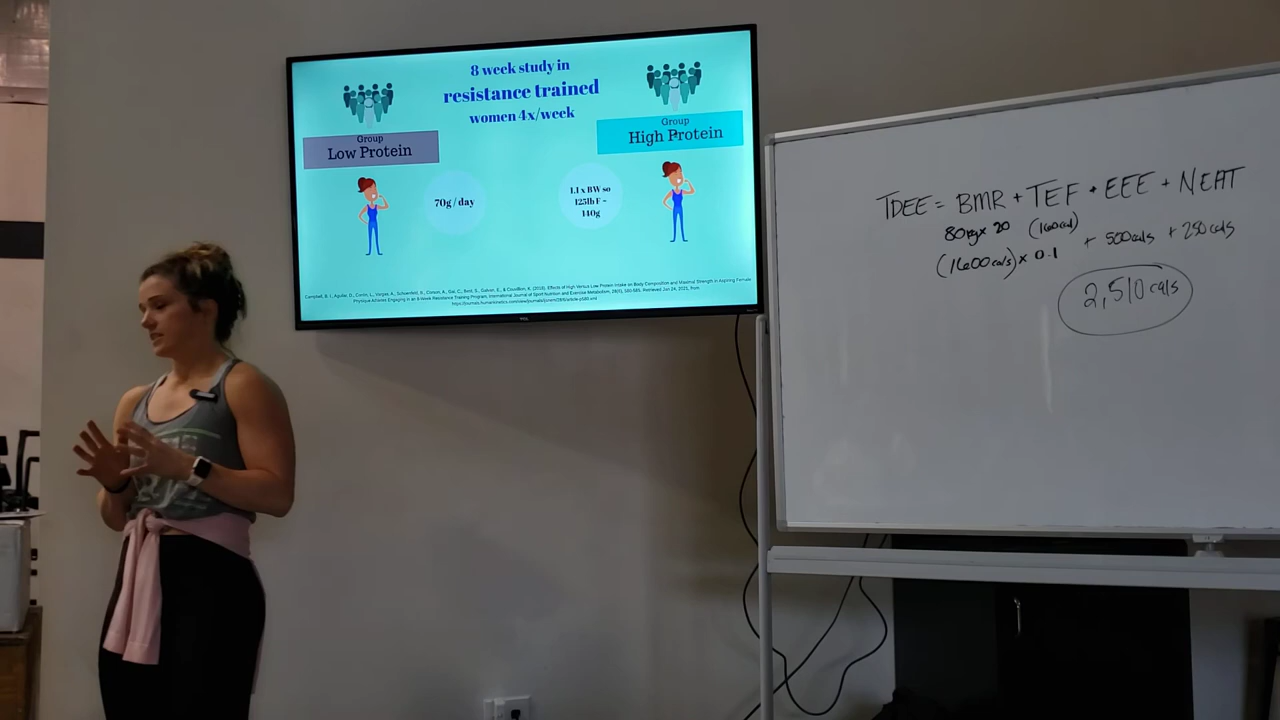 8 week study in
resistance trained
women 4x/week
Group
Low Protein
Group
High Protein
70g / day
1.1 x BW so
125lb F ~
140g
TDEE = BMR + TEF + EEE + NEAT
80kg x 20 (160cal)
+ 500cals + 250cals
(1600cals) x 0.1
2,510 cals